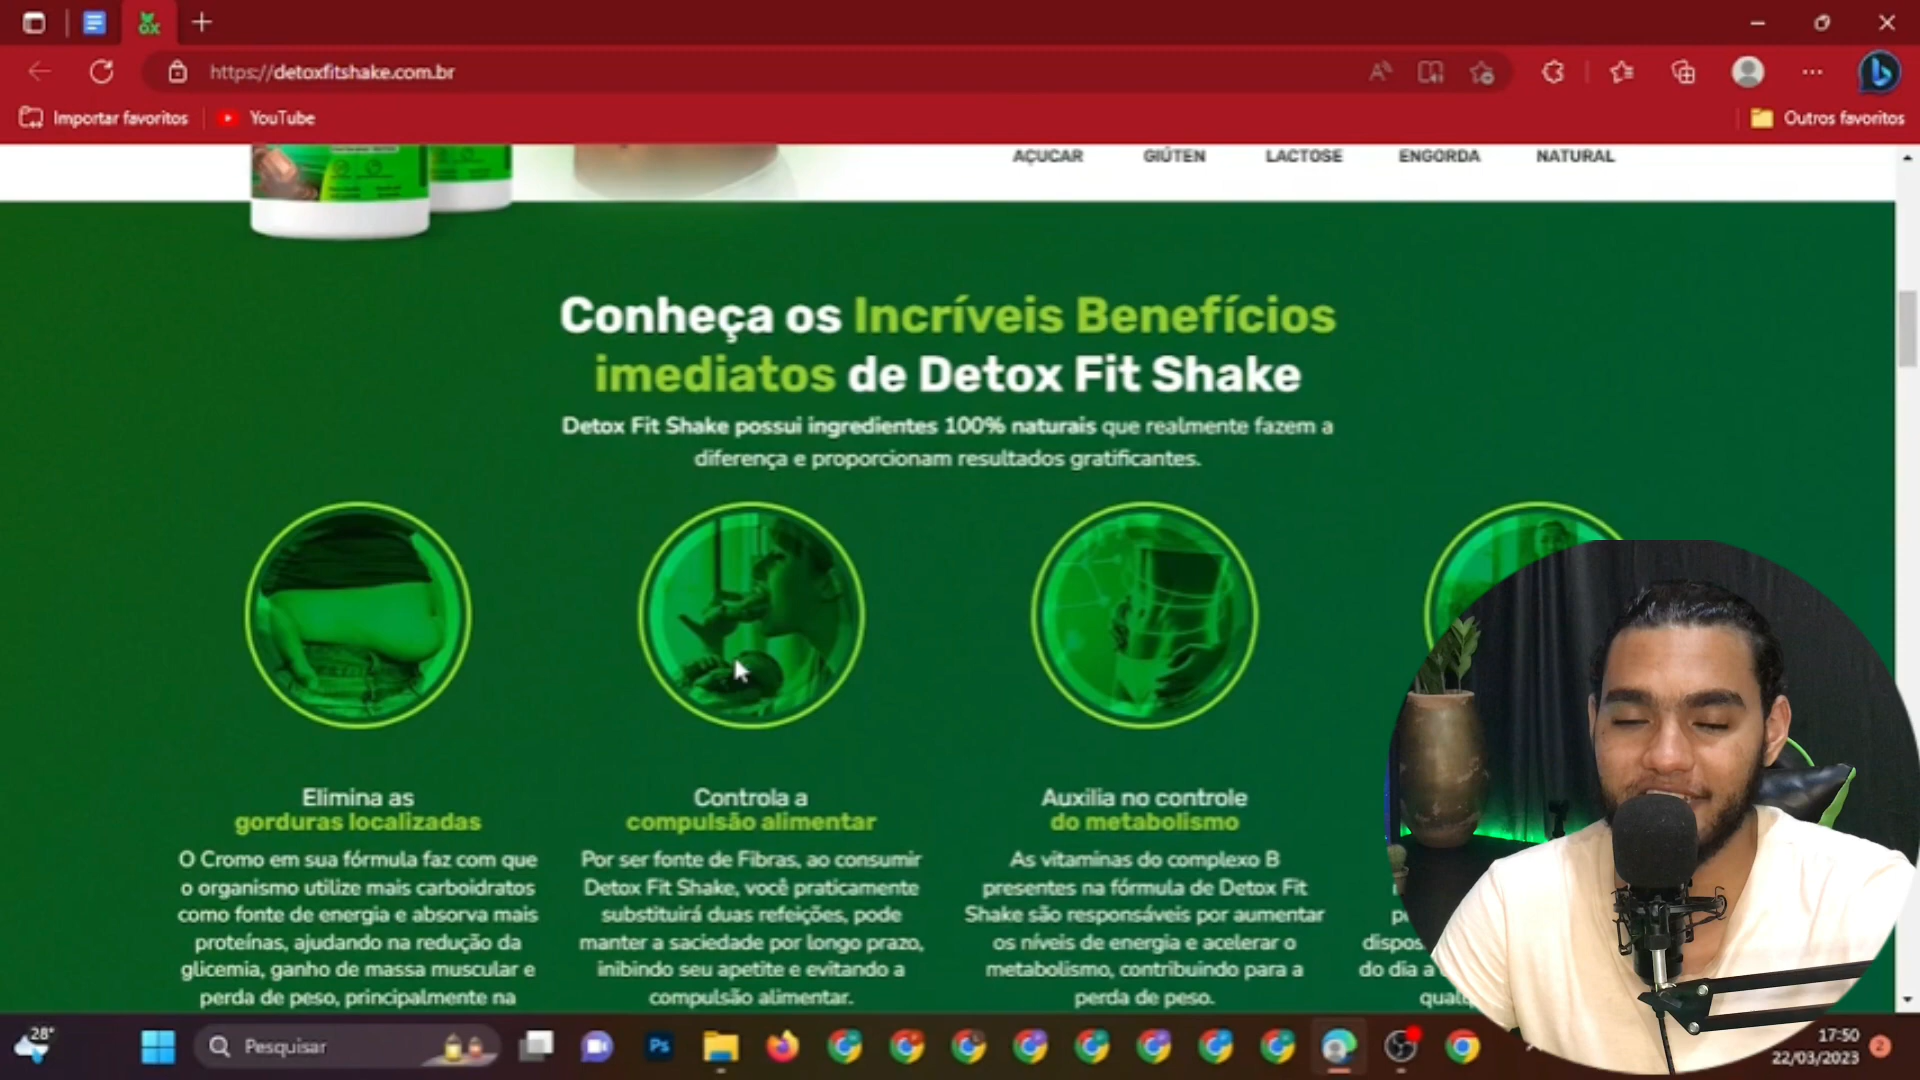 https://detoxfitshake.com.br
Importar favoritos
YouTube
Outros favoritos
AÇUCAR
GlÚTEN
LACTOSE
ENGORDA
NATURAL
Conheça os Incríveis Benefícios
imediatos de Detox Fit Shake
Detox Fit Shake possui ingredientes 100% naturais que realmente fazem a
diferença e proporcionam resultados gratificantes.
Elimina as
gorduras localizadas
O Cromo em sua fórmula faz com que
o organismo utilize mais carboidratos
como fonte de energia e absorva mais
proteínas, ajudando na redução da
glicemia, ganho de massa muscular e
perda de peso, principalmente na
Controla a
compulsão alimentar
Por ser fonte de Fibras, ao consumir
Detox Fit Shake, você praticamente
substituirá duas refeições, pode
manter a saciedade por longo prazo,
inibindo seu apetite e evitando a
compulsão alimentar.
Auxilia no controle
do metabolismo
As vitaminas do complexo B
presentes na fórmula de Detox Fit
Shake são responsáveis por aumentar
os níveis de energia e acelerar o
metabolismo, contribuindo para a
perda de peso.
do dia a
28°
Pesquisar
Ps
17:50
22/03/2023
2